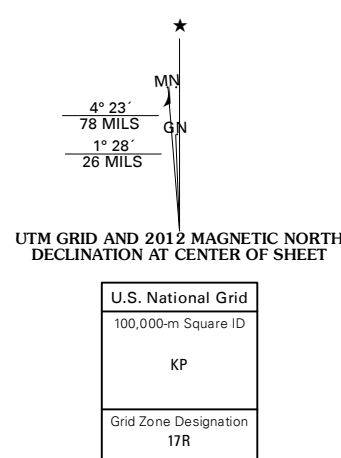 ★
MN
4° 23´
78 MILS
GN
1° 28´
26 MILS
UTM GRID AND 2012 MAGNETIC NORTH
DECLINATION AT CENTER OF SHEET
U.S. National Grid
100,000-m Square ID
KP
Grid Zone Designation
17R